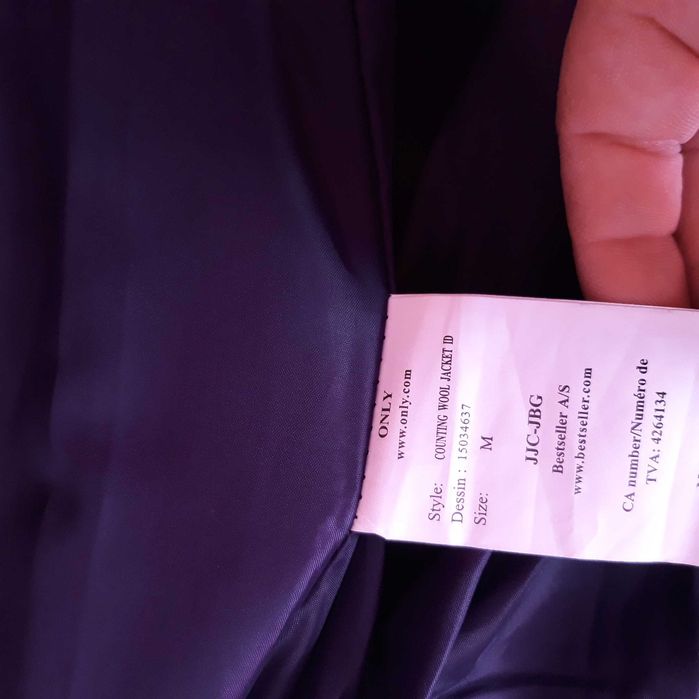 ONLY
www.only.com
Style: COUNTING WOOL JACKET ID
Dessin : 15034637
Size: M
JJC-JBG
Bestseller A/S
www.bestseller.com
CA number/Numéro de
TVA: 4264134